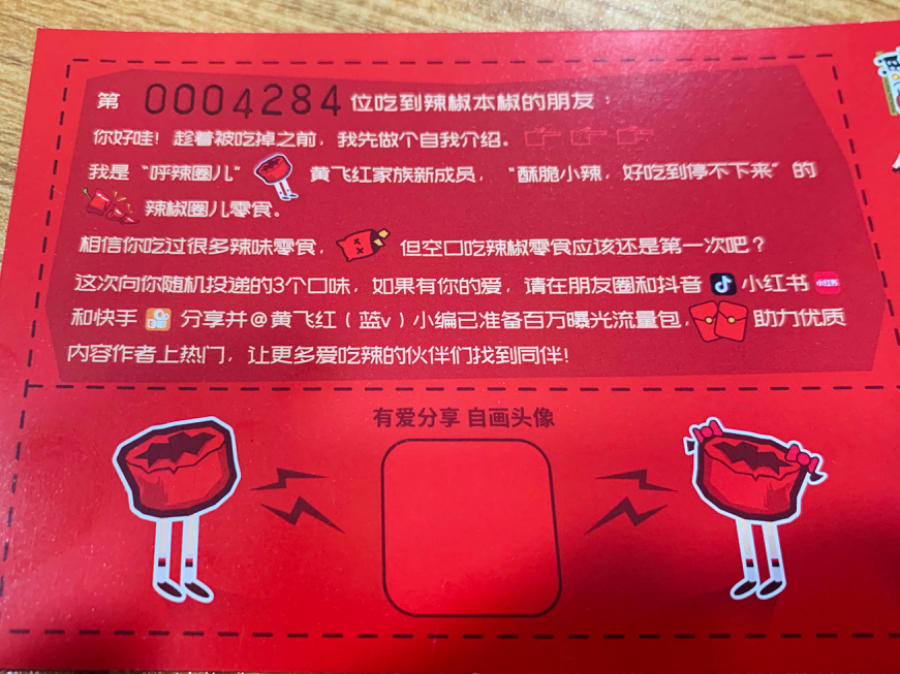 第 0004284 位吃到辣椒本椒的朋友：
你好哇！趁着被吃掉之前，我先做个自我介绍。
我是“呼辣圈儿” 黄飞红家族新成员，“酥脆小辣，好吃到停不下来”的
辣椒圈儿零食。
相信你吃过很多辣味零食，但空口吃辣椒零食应该还是第一次吧？
这次向你随机投递的3个口味，如果有你的爱，请在朋友圈和抖音 小红书 小红书
和快手 分享并@黄飞红（蓝v）小编已准备百万曝光流量包，助力优质
内容作者上热门，让更多爱吃辣的伙伴们找到同伴！
有爱分享 自画头像